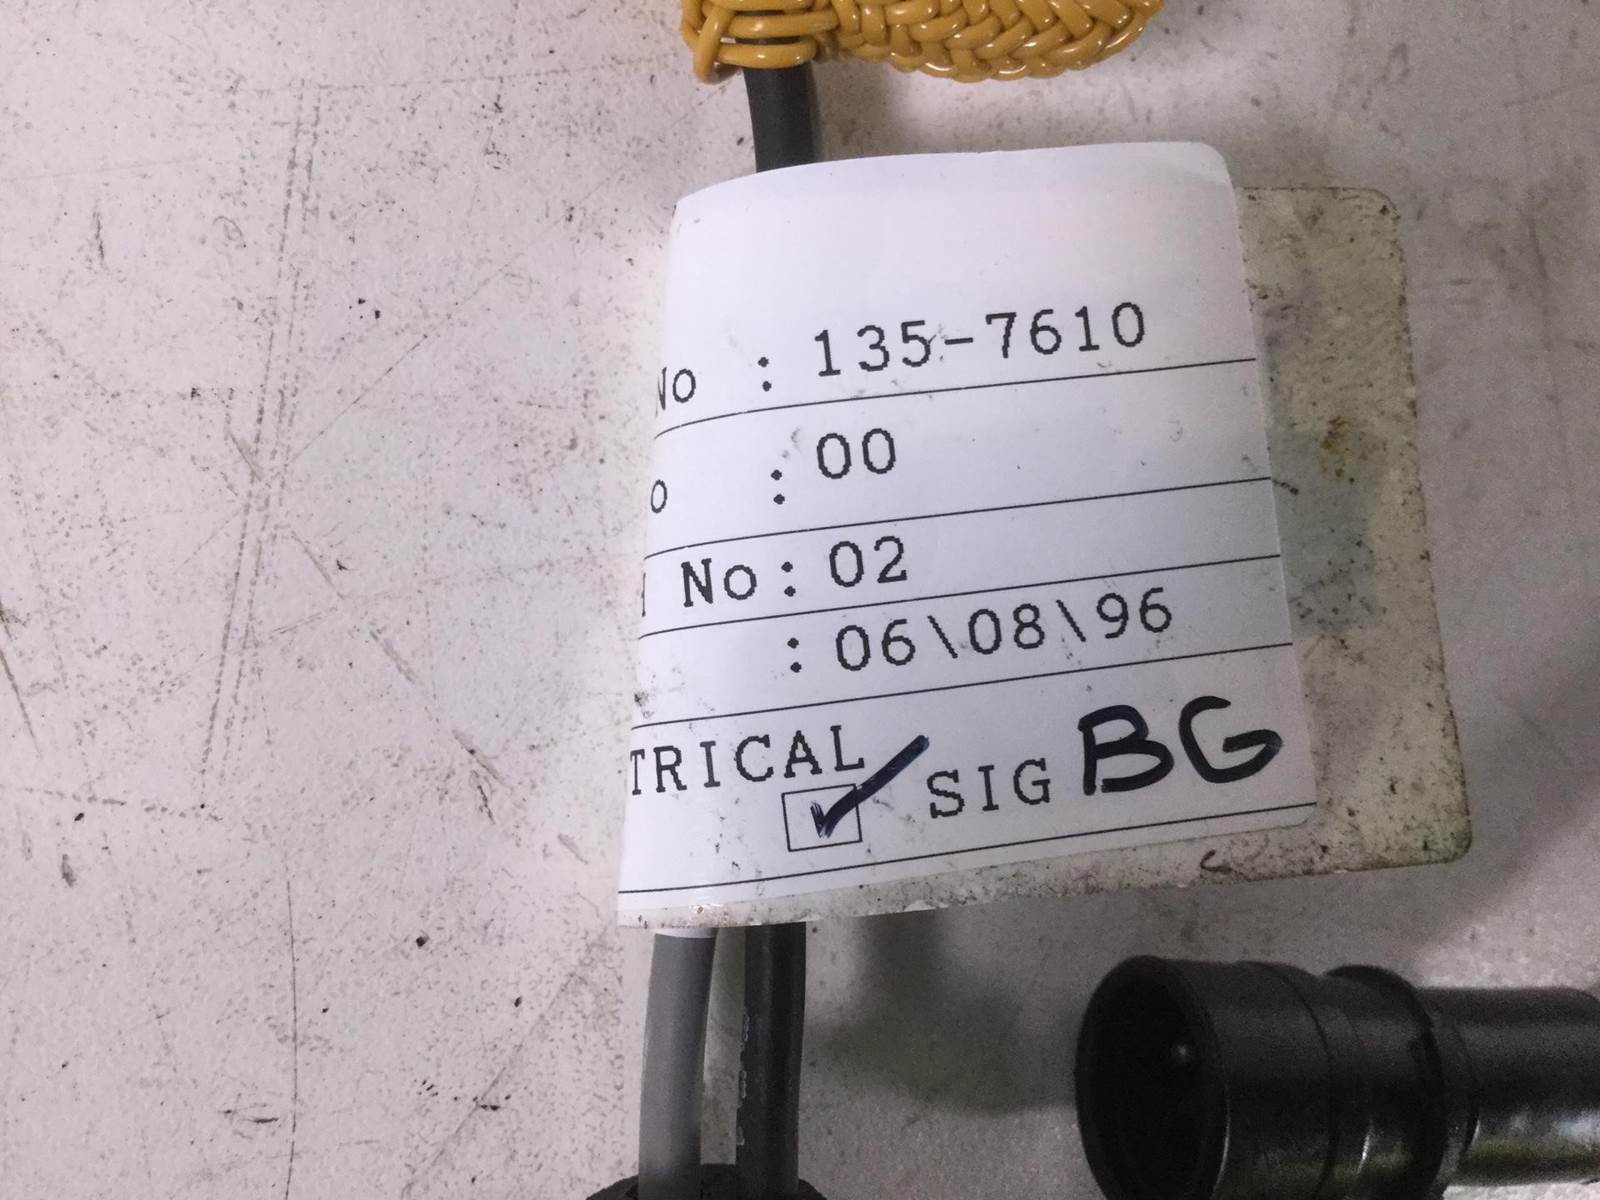 No : 135-7610
o : 00
No: 02
: 06\08\96
TRICAL
SIG BG